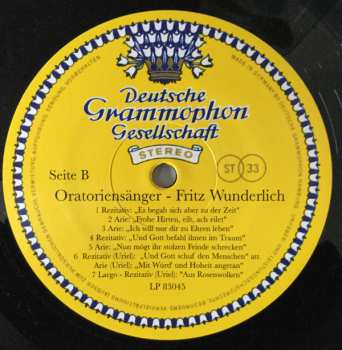 Deutsche
Grammophon
Gesellschaft
STEREO
Seite B
ST 33
Oratoriensänger - Fritz Wunderlich
1 Rezitativ: „Es begab sich aber zu der Zeit"
2 Arie: „Frohe Hirten, eilt, ach eilet"
3 Arie: „Ich will nur dir zu Ehren leben"
4 Rezitativ: "Und Gott befahl ihnen im Traum"
5 Arie: „Nun mögt ihr stolzen Feinde schrecken"
6 Rezitativ (Uriel): „Und Gott schuf den Menschen" att
Arie (Uriel): „Mit Würd' und Hoheit angetan"
7 Largo - Rezitativ (Uriel): "Aus Rosenwolken"
LP 83045
MADE IN GERMANY